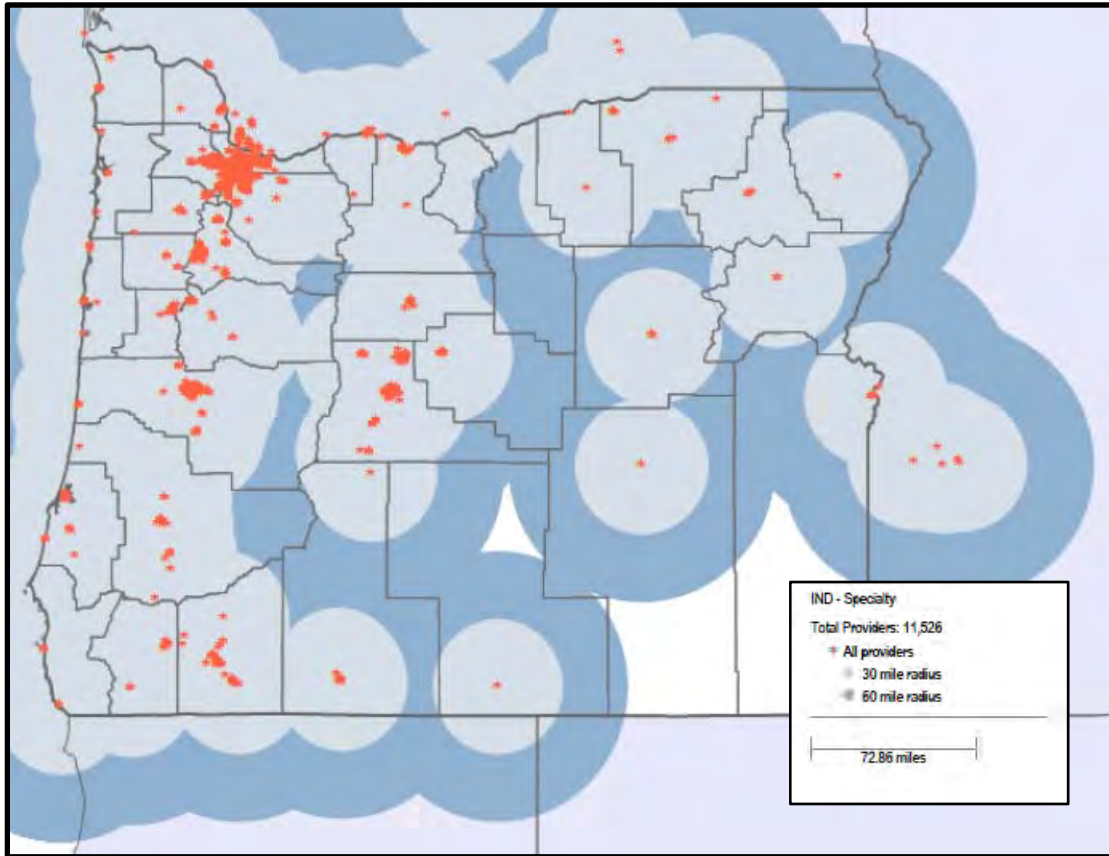 IND - Specialty
Total Providers: 11,526
All providers
30 mile radius
60 mile radius
72.86 miles